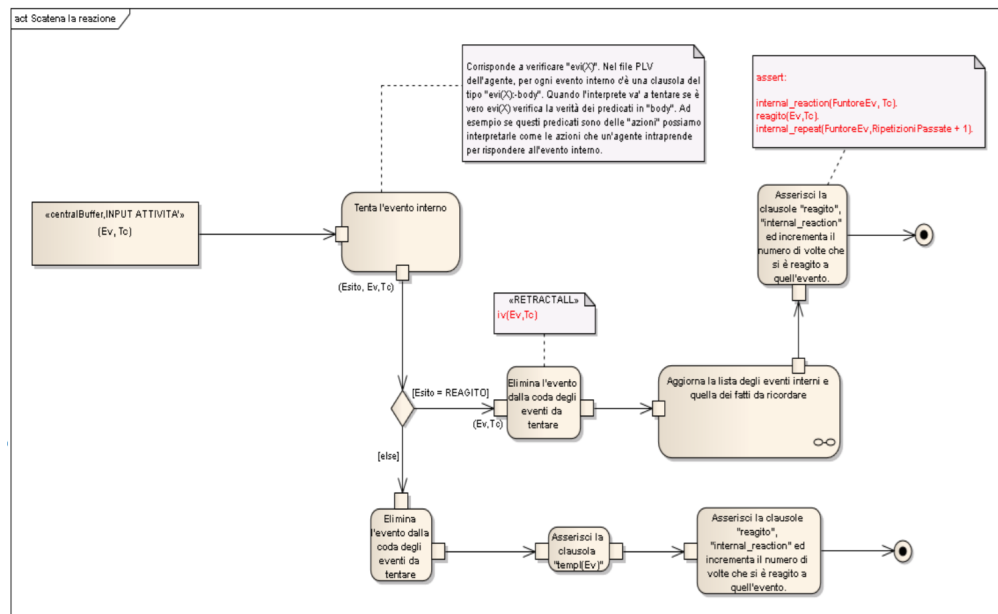 act Scatena la reazione
Corrisponde a verificare "evi(X)". Nel file PLV
dell'agente, per ogni evento interno c'è una clausola del
tipo "evi(X):-body". Quando l'interprete va' a tentare se è
vero evi(X) verifica la verità dei predicati in "body". Ad
esempio se questi predicati sono delle "azioni" possiamo
interpretarle come le azioni che un'agente intraprende
per rispondere all'evento interno.
assert:
internal_reaction(FuntoreEv, Tc).
reagito(Ev,Tc).
internal_repeat(FuntoreEv,RipetizioniPassate + 1).
«centralBuffer,INPUT ATTIVITA'»
(Ev, Tc)
Tenta l'evento interno
(Esito, Ev,Tc)
Asserisci la
clausole "reagito",
"internal_reaction"
ed incrementa il
numero di volte che
si è reagito a
quell'evento.
«RETRACTALL»
iv(Ev,Tc)
[Esito = REAGITO]
(Ev,Tc)
Elimina l'evento
dalla coda degli
eventi da
tentare
Aggiorna la lista degli eventi interni e
quella dei fatti da ricordare
[else]
Elimina
l'evento dalla
coda degli
eventi da
tentare
Asserisci la
clausola
"templ(Ev)"
Asserisci la clausole
"reagito",
"internal_reaction" ed
incrementa il numero di
volte che si è reagito a
quell'evento.